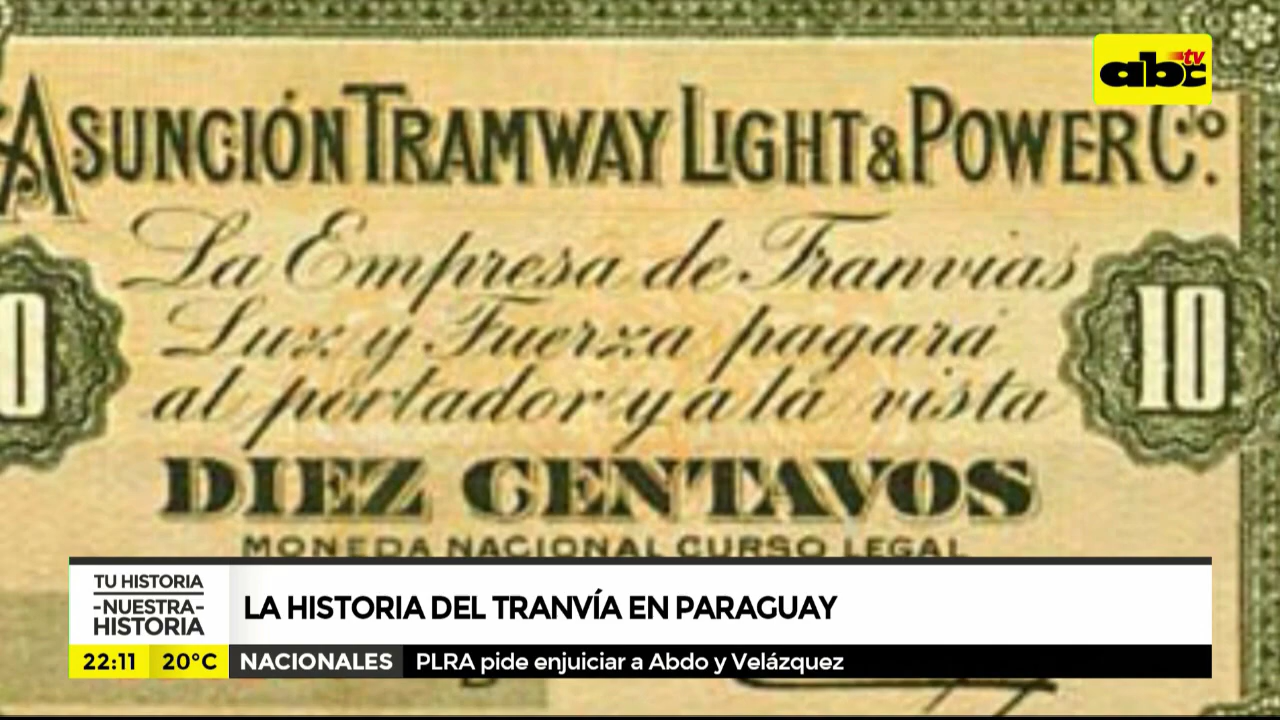 abc tv
ASUNCIÓN TRAMWAY LIGHT & POWER Co.
La Empresa de Tranvias
Luz y Fuerza pagará
al portador y a la vista
10
DIEZ CENTAVOS
MONEDA NACIONAL CURSO LEGAL
TU HISTORIA
-NUESTRA-
HISTORIA
LA HISTORIA DEL TRANVÍA EN PARAGUAY
22:11 20°C NACIONALES PLRA pide enjuiciar a Abdo y Velázquez